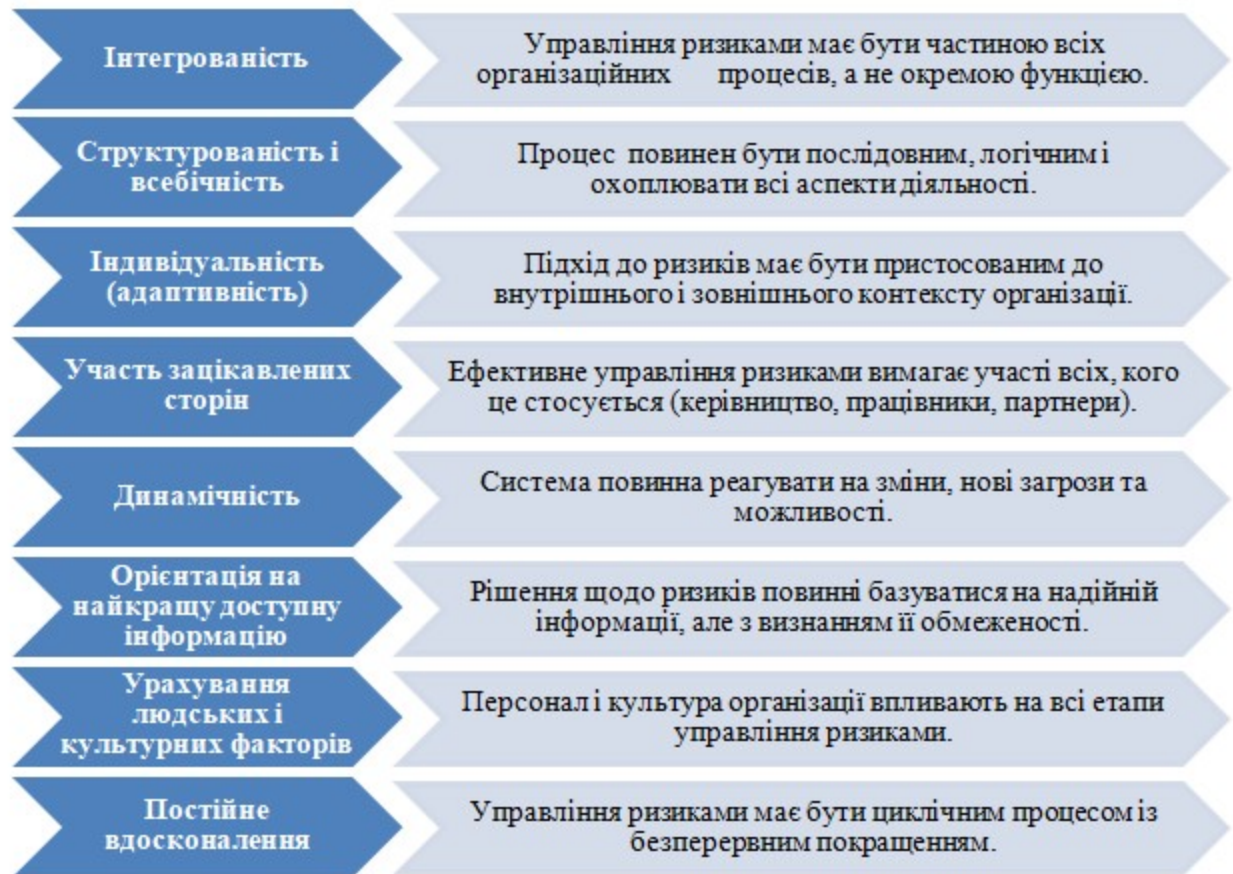 Інтегрованість
Управління ризиками має бути частиною всіх
організаційних процесів, а не окремою функцією.
Структурованість і
всебічність
Процес повинен бути послідовним, логічним і
охоплювати всі аспекти діяльності.
Індивідуальність
(адаптивність)
Підхід до ризиків має бути пристосованим до
внутрішнього і зовнішнього контексту організації.
Участь зацікавлених
сторін
Ефективне управління ризиками вимагає участі всіх, кого
це стосується (керівництво, працівники, партнери).
Динамічність
Система повинна реагувати на зміни, нові загрози та
можливості.
Орієнтація на
найкращу доступну
інформацію
Рішення щодо ризиків повинні базуватися на надійній
інформації, але з визнанням її обмеженості.
Урахування
людських і
культурних факторів
Персонал і культура організації впливають на всі етапи
управління ризиками.
Постійне
вдосконалення
Управління ризиками має бути циклічним процесом із
безперервним покращенням.